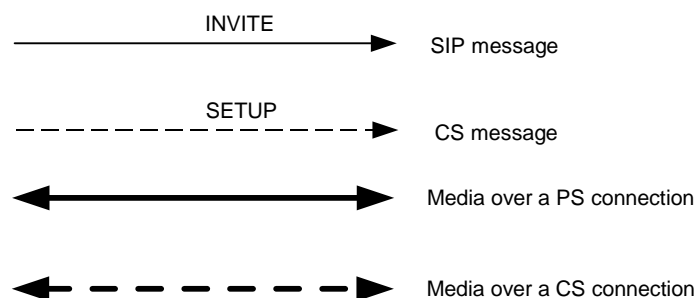 INVITE
SIP message
SETUP
CS message
Media over a PS connection
Media over a CS connection